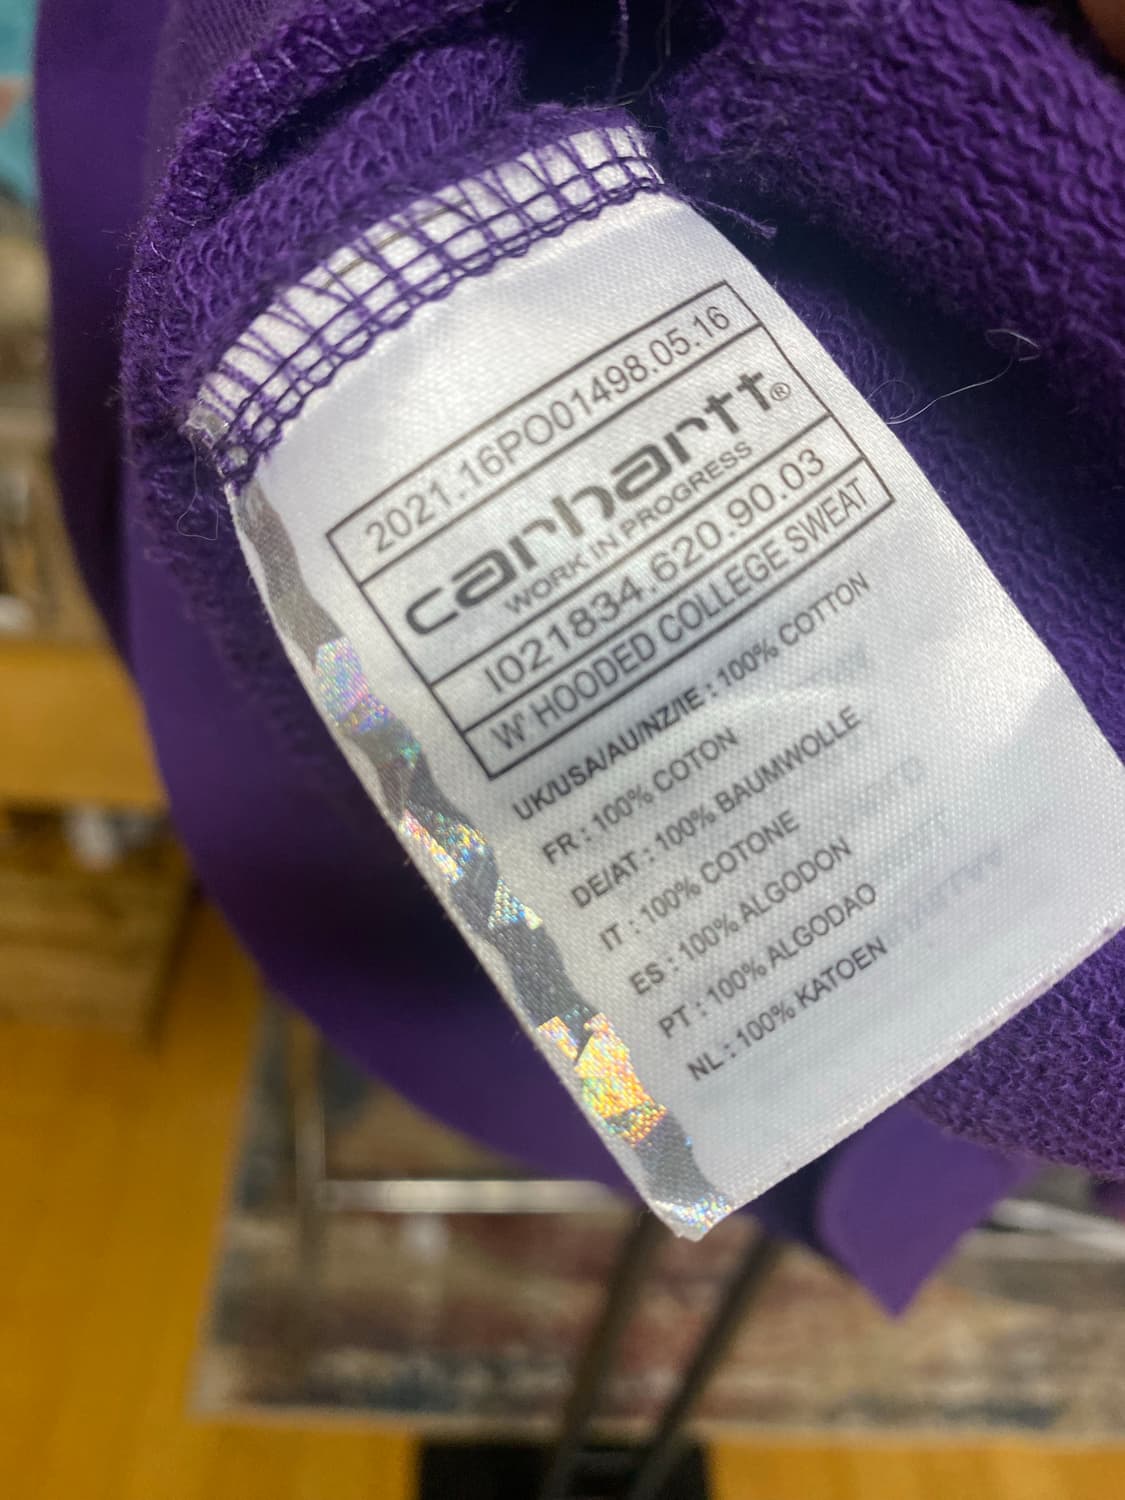 2021.16PO01498.05.16
carhartt®
WORK IN PROGRESS
I021834.620.90.03
W' HOODED COLLEGE SWEAT
UK/USA/AU/NZ/IE : 100% COTTON
FR : 100% COTON
DE/AT : 100% BAUMWOLLE
IT : 100% COTONE
ES : 100% ALGODON
PT : 100% ALGODAO
NL : 100% KATOEN